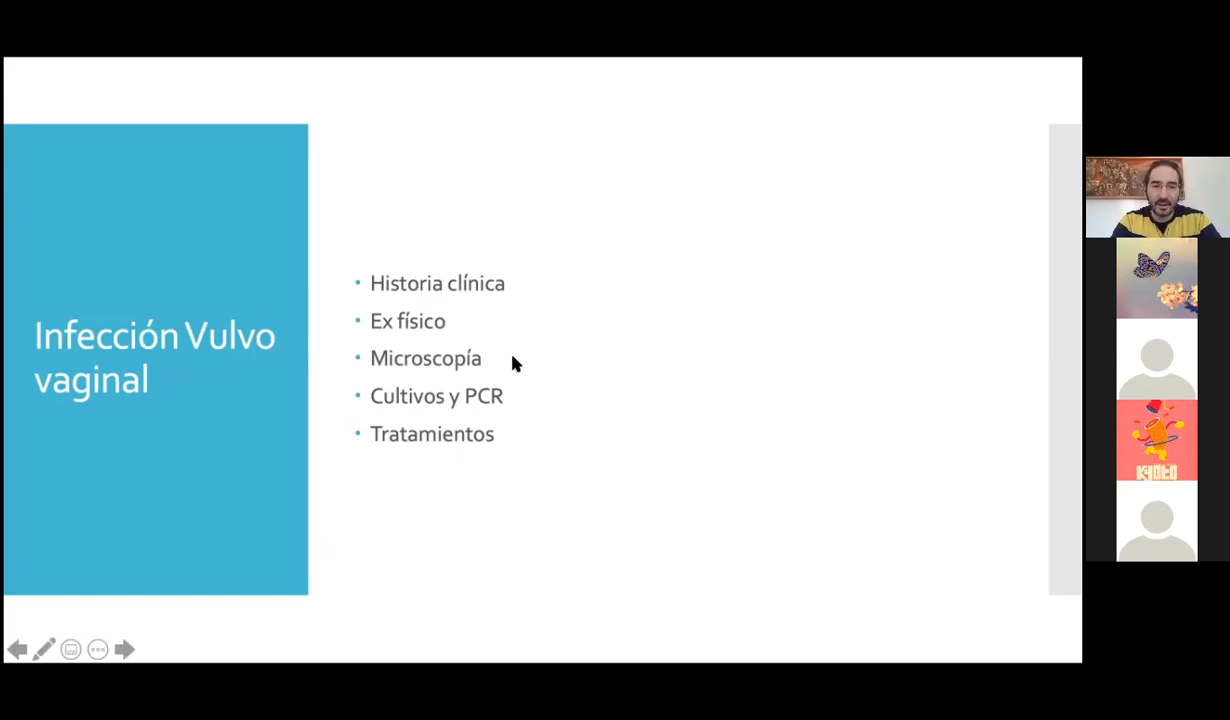 Infección Vulvo
vaginal
• Historia clínica
• Ex físico
• Microscopía
• Cultivos y PCR
• Tratamientos